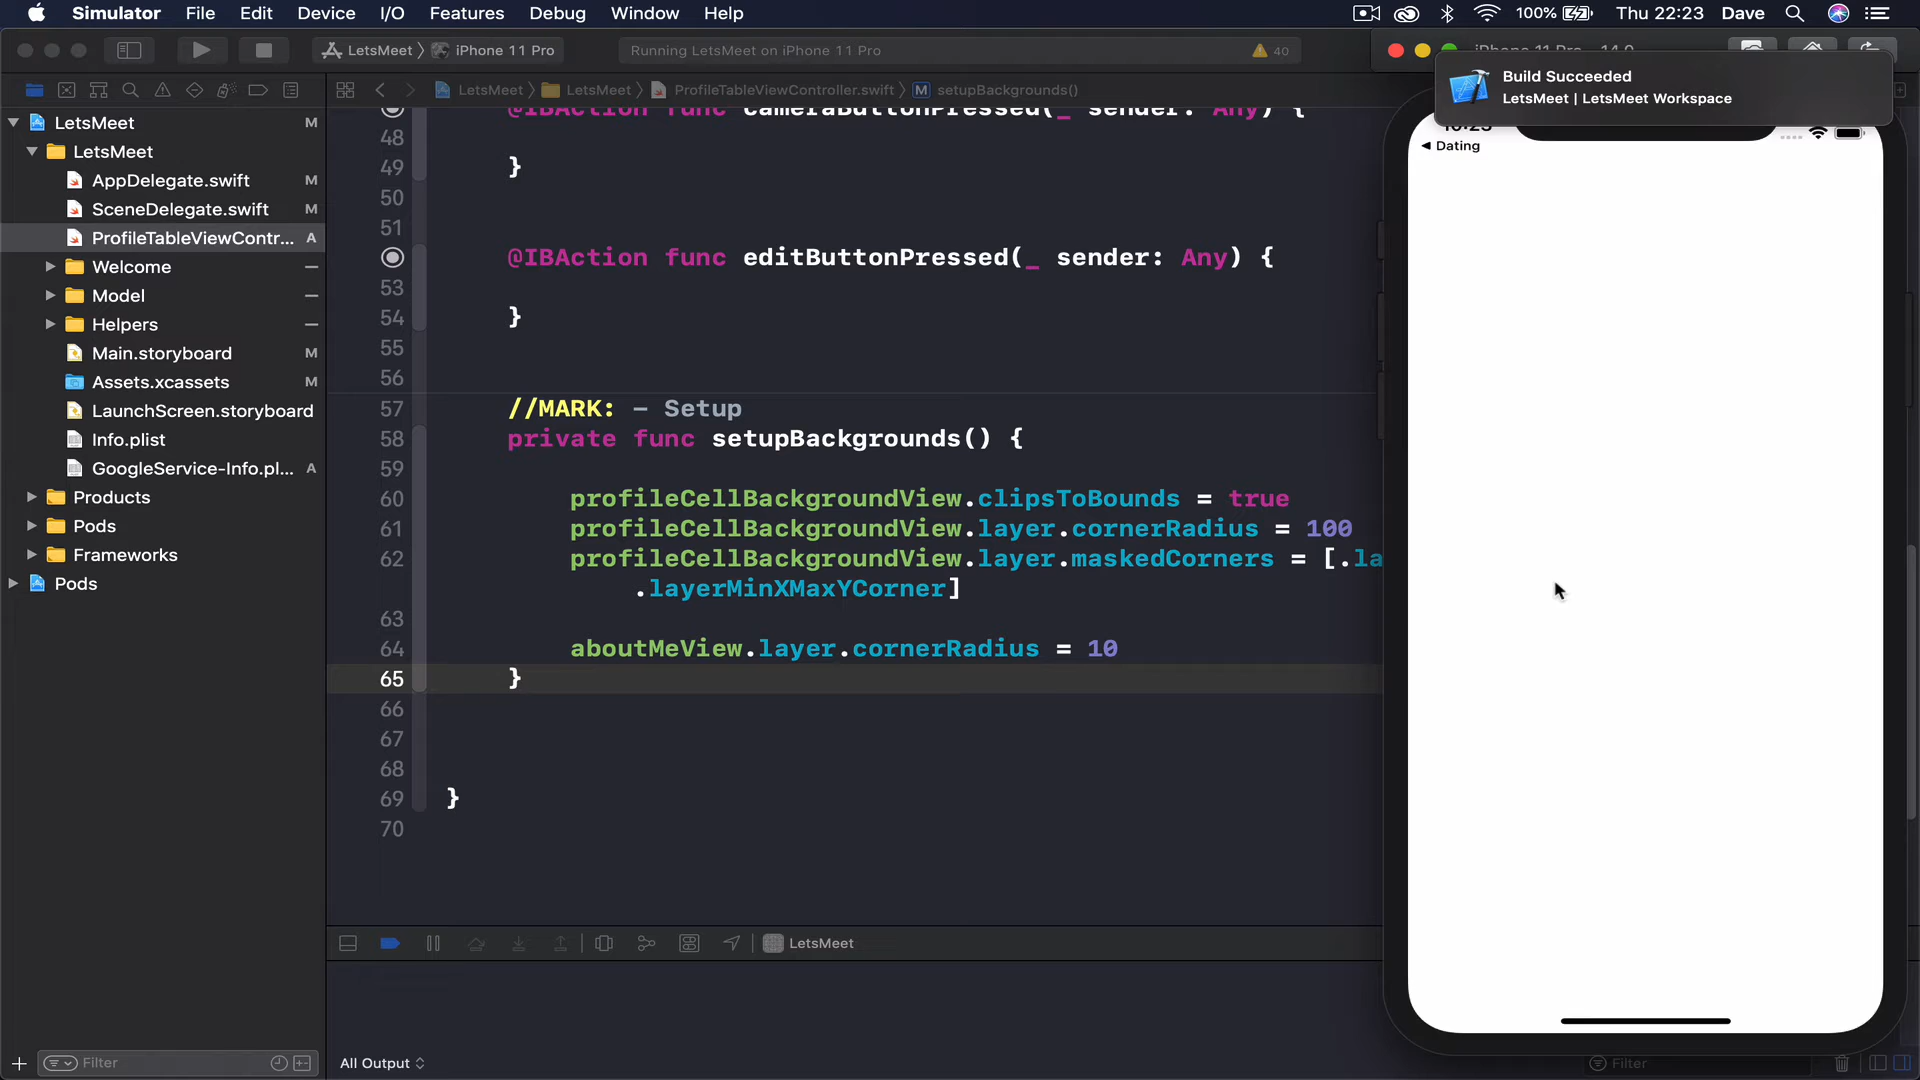 Simulator File Edit Device I/O Features Debug Window Help 100% Thu 22:23 Dave
LetsMeet iPhone 11 Pro Running LetsMeet on iPhone 11 Pro 40
Build Succeeded
LetsMeet | LetsMeet Workspace
LetsMeet LetsMeet ProfileTableViewController.swift M setupBackgrounds()
LetsMeet M
LetsMeet
AppDelegate.swift M
SceneDelegate.swift M
ProfileTableViewContr... A
Welcome
Model
Helpers
Main.storyboard M
Assets.xcassets M
LaunchScreen.storyboard
Info.plist
GoogleService-Info.pl... A
Products
Pods
Frameworks
Pods
Filter
@IBAction func cameraButtonPressed(_ sender: Any) {
48
49 }
50
51
@IBAction func editButtonPressed(_ sender: Any) {
53
54 }
55
56
57 //MARK: - Setup
58 private func setupBackgrounds() {
59
60 profileCellBackgroundView.clipsToBounds = true
61 profileCellBackgroundView.layer.cornerRadius = 100
62 profileCellBackgroundView.layer.maskedCorners = [.la
.layerMinXMaxYCorner]
63
64 aboutMeView.layer.cornerRadius = 10
65 }
66
67
68
69 }
70
LetsMeet
All Output
Dating
Filter